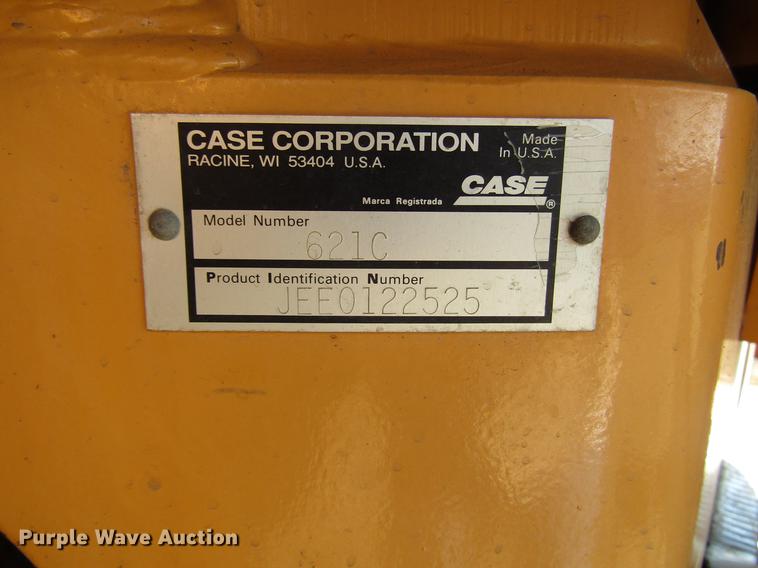 CASE CORPORATION
Made
In U.S.A.
RACINE, WI 53404 U.S.A.
CASE
®
Marca Registrada
Model Number
621C
Product Identification Number
JEE0122525
Purple Wave Auction®